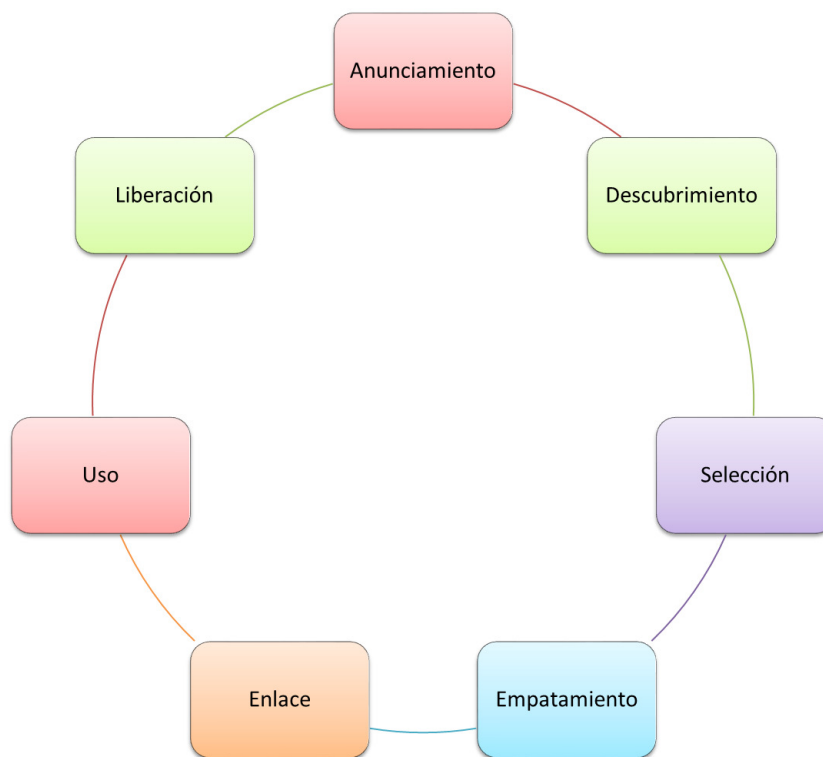 Anunciamiento
Descubrimiento
Selección
Empatamiento
Enlace
Uso
Liberación